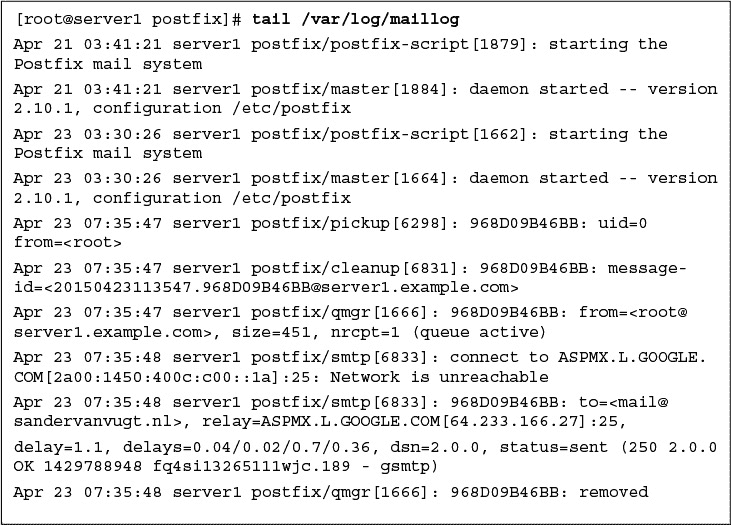 [root@server1 postfix]# tail /var/log/maillog
Apr 21 03:41:21 server1 postfix/postfix-script[1879]: starting the
Postfix mail system
Apr 21 03:41:21 server1 postfix/master[1884]: daemon started -- version
2.10.1, configuration /etc/postfix
Apr 23 03:30:26 server1 postfix/postfix-script[1662]: starting the
Postfix mail system
Apr 23 03:30:26 server1 postfix/master[1664]: daemon started -- version
2.10.1, configuration /etc/postfix
Apr 23 07:35:47 server1 postfix/pickup[6298]: 968D09B46BB: uid=0
from=<root>
Apr 23 07:35:47 server1 postfix/cleanup[6831]: 968D09B46BB: message-
id=<20150423113547.968D09B46BB@server1.example.com>
Apr 23 07:35:47 server1 postfix/qmgr[1666]: 968D09B46BB: from=<root@
server1.example.com>, size=451, nrcpt=1 (queue active)
Apr 23 07:35:48 server1 postfix/smtp[6833]: connect to ASPMX.L.GOOGLE.
COM[2a00:1450:400c:c00::1a]:25: Network is unreachable
Apr 23 07:35:48 server1 postfix/smtp[6833]: 968D09B46BB: to=<mail@
sandervanvugt.nl>, relay=ASPMX.L.GOOGLE.COM[64.233.166.27]:25,
delay=1.1, delays=0.04/0.02/0.7/0.36, dsn=2.0.0, status=sent (250 2.0.0
OK 1429788948 fq4si13265111wjc.189 - gsmtp)
Apr 23 07:35:48 server1 postfix/qmgr[1666]: 968D09B46BB: removed